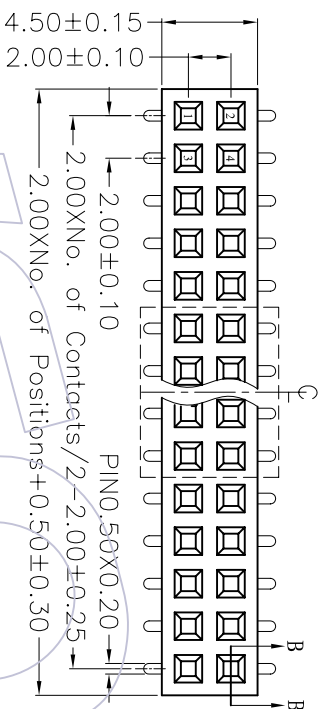 4.50±0.15
2.00±0.10
1
2
3
4
C
B
B
2.00±0.10
PIN0.50X0.20
2.00XNo. of Contacts/2-2.00±0.25
2.00XNo. of Positions+0.50±0.30